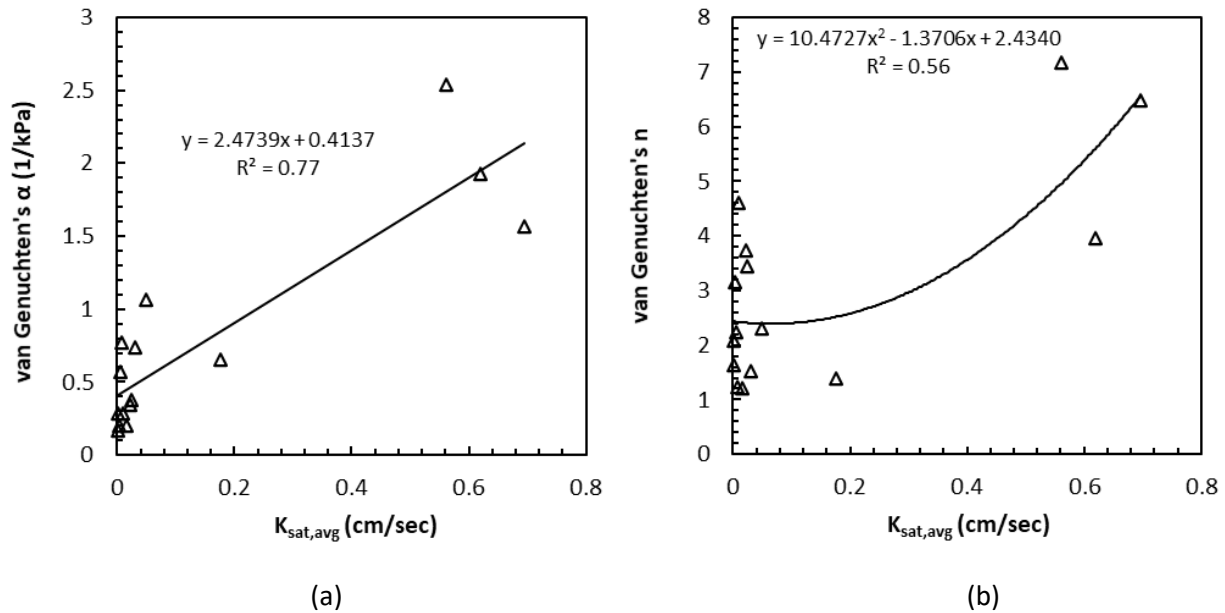 3
2.5
2
1.5
1
0.5
0
van Genuchten's α (1/kPa)
y = 2.4739x + 0.4137
R² = 0.77
0 0.2 0.4 0.6 0.8
K_sat,avg (cm/sec)
(a)
8
7
6
5
4
3
2
1
0
van Genuchten's n
y = 10.4727x² - 1.3706x + 2.4340
R² = 0.56
0 0.2 0.4 0.6 0.8
K_sat,avg (cm/sec)
(b)